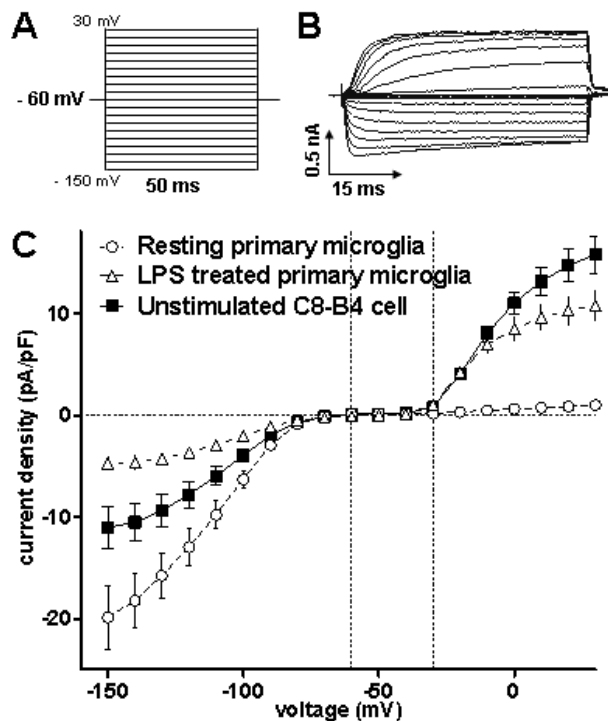 A
30 mV
- 60 mV
- 150 mV
50 ms
B
0.5 nA
15 ms
C
Resting primary microglia
LPS treated primary microglia
Unstimulated C8-B4 cell
current density (pA/pF)
10
0
-10
-20
-150
-100
-50
0
voltage (mV)